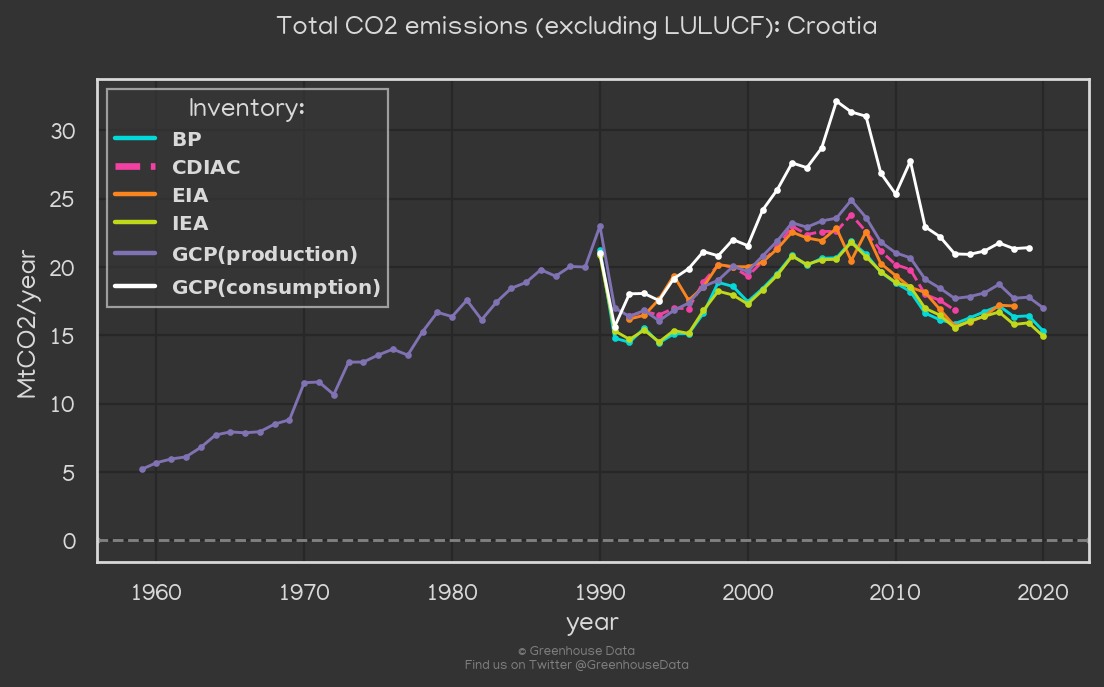 Total CO2 emissions (excluding LULUCF): Croatia
Inventory:
BP
CDIAC
EIA
IEA
GCP(production)
GCP(consumption)
MtCO2/year
30
25
20
15
10
5
0
1960 1970 1980 1990 2000 2010 2020
year
© Greenhouse Data
Find us on Twitter @GreenhouseData